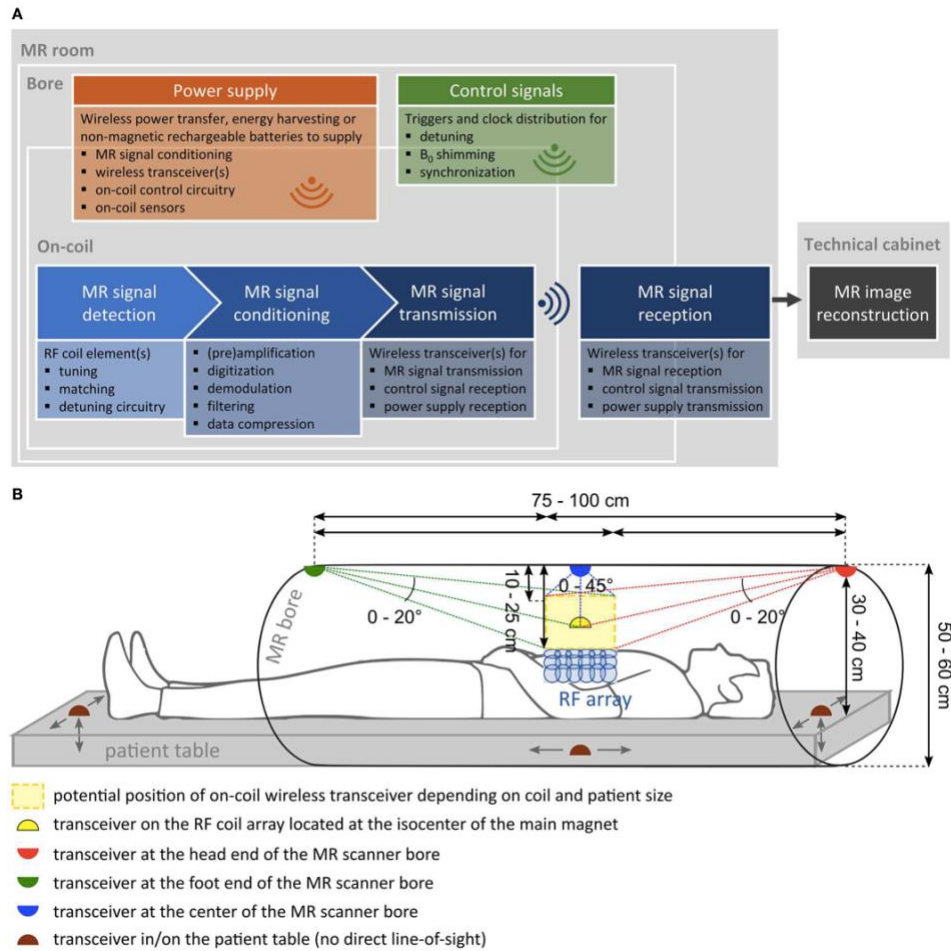 A
MR room
Bore
Power supply
Wireless power transfer, energy harvesting or
non-magnetic rechargeable batteries to supply
▪ MR signal conditioning
▪ wireless transceiver(s)
▪ on-coil control circuitry
▪ on-coil sensors
Control signals
Triggers and clock distribution for
▪ detuning
▪ B₀ shimming
▪ synchronization
On-coil
MR signal
detection
RF coil element(s)
▪ tuning
▪ matching
▪ detuning circuitry
MR signal
conditioning
▪ (pre)amplification
▪ digitization
▪ demodulation
▪ filtering
▪ data compression
MR signal
transmission
Wireless transceiver(s) for
▪ MR signal transmission
▪ control signal reception
▪ power supply reception
MR signal
reception
Wireless transceiver(s) for
▪ MR signal reception
▪ control signal transmission
▪ power supply transmission
Technical cabinet
MR image
reconstruction
B
75 - 100 cm
10 - 25 cm
0 - 45°
0 - 20°
0 - 20°
MR bore
30 - 40 cm
50 - 60 cm
RF array
patient table
potential position of on-coil wireless transceiver depending on coil and patient size
transceiver on the RF coil array located at the isocenter of the main magnet
transceiver at the head end of the MR scanner bore
transceiver at the foot end of the MR scanner bore
transceiver at the center of the MR scanner bore
transceiver in/on the patient table (no direct line-of-sight)